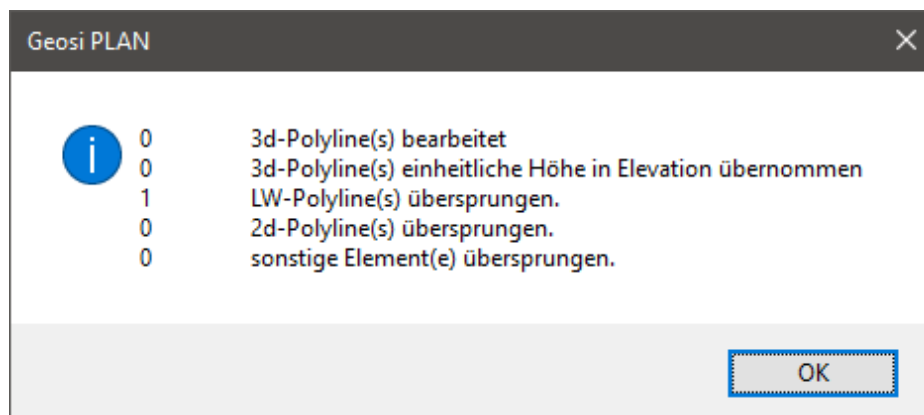 Geosi PLAN
0 3d-Polyline(s) bearbeitet
0 3d-Polyline(s) einheitliche Höhe in Elevation übernommen
1 LW-Polyline(s) übersprungen.
0 2d-Polyline(s) übersprungen.
0 sonstige Element(e) übersprungen.
OK